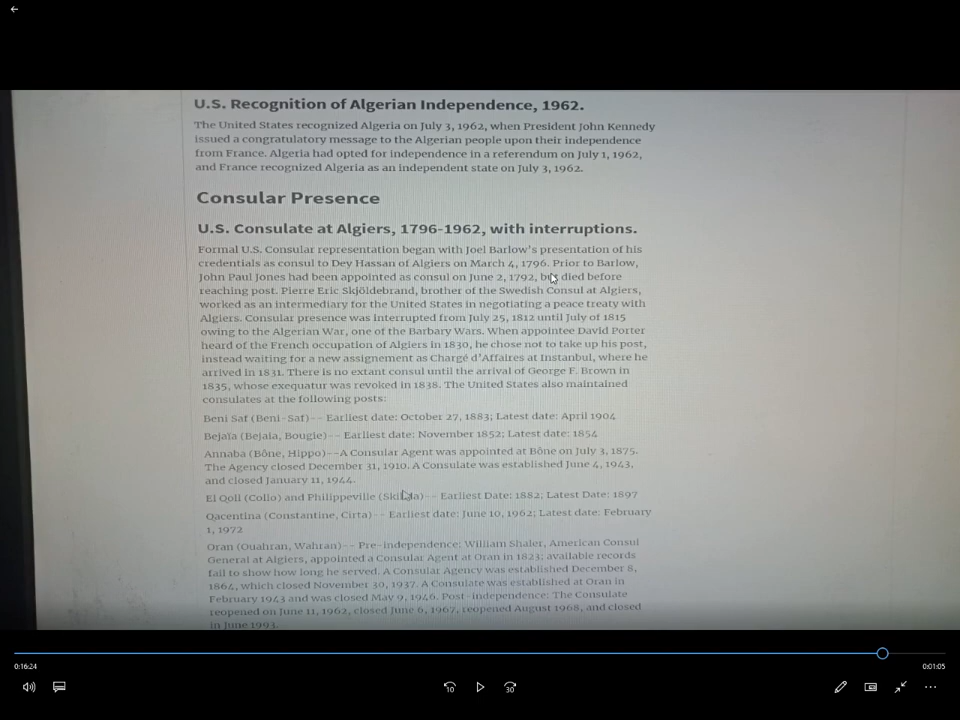 U.S. Recognition of Algerian Independence, 1962.
The United States recognized Algeria on July 3, 1962, when President John Kennedy
issued a congratulatory message to the Algerian people upon their independence
from France. Algeria had opted for independence in a referendum on July 1, 1962,
and France recognized Algeria as an independent state on July 3, 1962.
Consular Presence
U.S. Consulate at Algiers, 1796-1962, with interruptions.
Formal U.S. Consular representation began with Joel Barlow's presentation of his
credentials as consul to Dey Hassan of Algiers on March 4, 1796. Prior to Barlow,
John Paul Jones had been appointed as consul on June 2, 1792, but died before
reaching post. Pierre Eric Skjöldebrand, brother of the Swedish Consul at Algiers,
worked as an intermediary for the United States in negotiating a peace treaty with
Algiers. Consular presence was interrupted from July 25, 1812 until July of 1815
owing to the Algerian War, one of the Barbary Wars. When appointee David Porter
heard of the French occupation of Algiers in 1830, he chose not to take up his post,
instead waiting for a new assignement as Chargé d'Affaires at Instanbul, where he
arrived in 1831. There is no extant consul until the arrival of George F. Brown in
1835, whose exequatur was revoked in 1838. The United States also maintained
consulates at the following posts:
Beni Saf (Beni-Saf)-- Earliest date: October 27, 1883; Latest date: April 1904
Bejaïa (Bejaia, Bougie)-- Earliest date: November 1852; Latest date: 1854
Annaba (Bône, Hippo)--A Consular Agent was appointed at Bône on July 3, 1875.
The Agency closed December 31, 1910. A Consulate was established June 4, 1943,
and closed January 11, 1944.
El Qoll (Collo) and Philippeville (Skikda)-- Earliest Date: 1882; Latest Date: 1897
Qacentina (Constantine, Cirta)-- Earliest date: June 10, 1962; Latest date: February
1, 1972
Oran (Ouahran, Wahran)-- Pre-independence: William Shaler, American Consul
General at Algiers, appointed a Consular Agent at Oran in 1823; available records
fail to show how long he served. A Consular Agency was established December 8,
1864, which closed November 30, 1937. A Consulate was established at Oran in
February 1943 and was closed May 9, 1946. Post-independence: The Consulate
reopened on June 11, 1962, closed June 6, 1967, reopened August 1968, and closed
in June 1993.
0:16:24
0:01:05
10
30